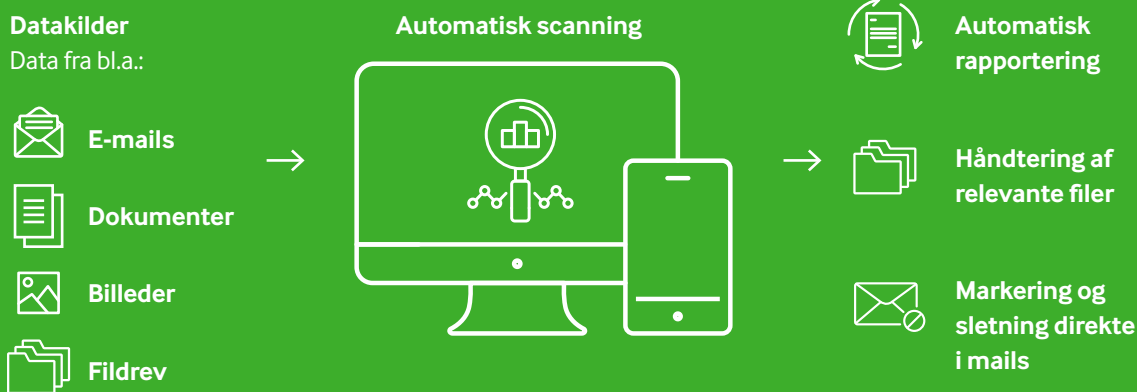 Datakilder
Data fra bl.a.:
E-mails
Dokumenter
Billeder
Fildrev
Automatisk scanning
Automatisk
rapportering
Håndtering af
relevante filer
Markering og
sletning direkte
i mails